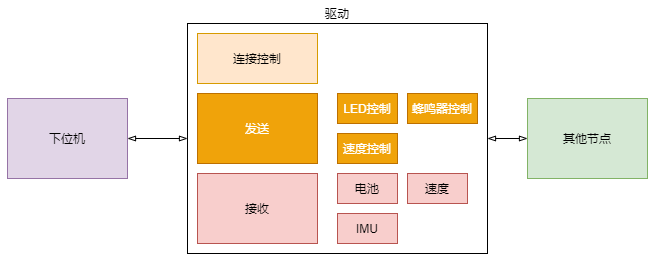 驱动
连接控制
下位机
发送
LED控制
蜂鸣器控制
速度控制
其他节点
接收
电池
速度
IMU